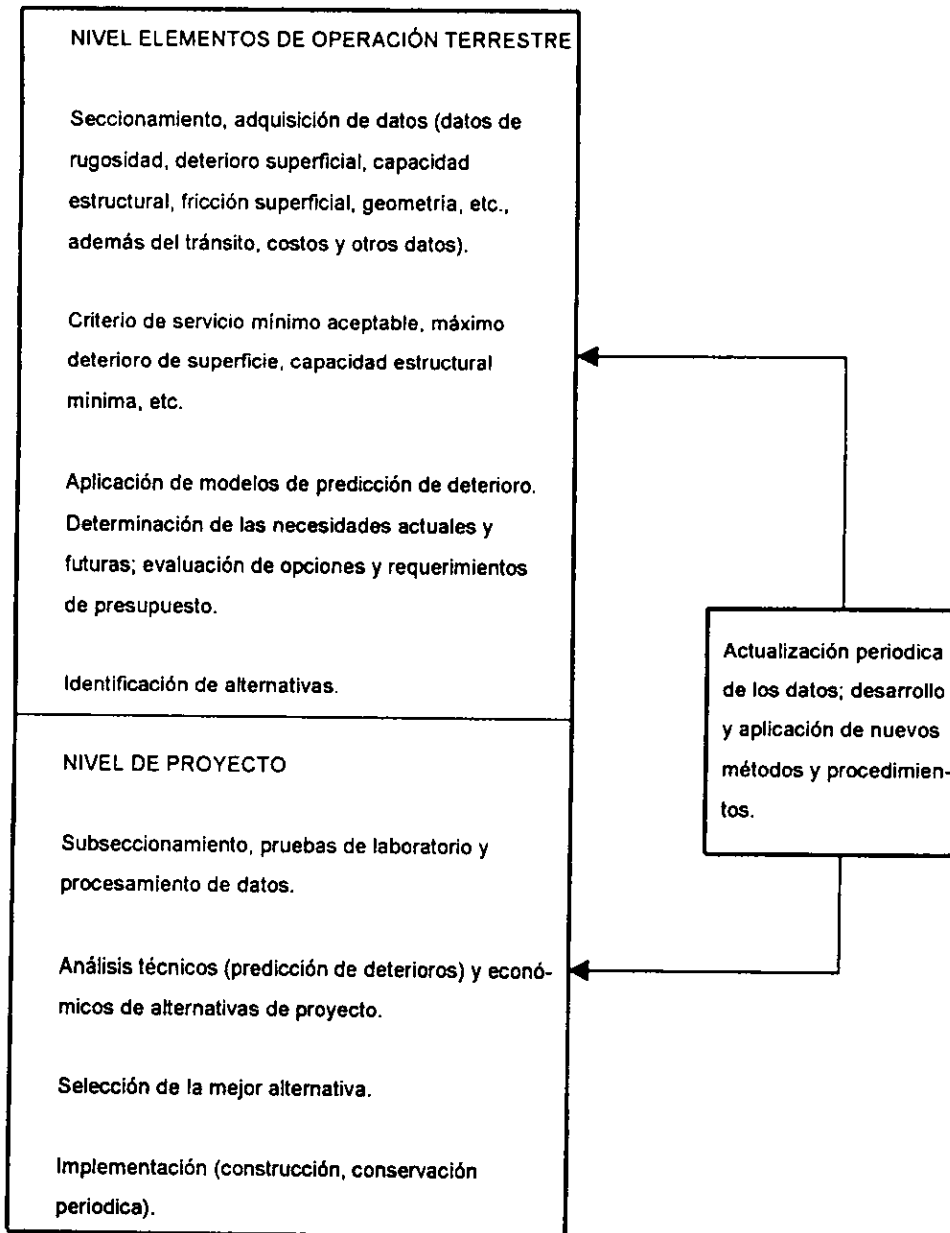 NIVEL ELEMENTOS DE OPERACIÓN TERRESTRE
Seccionamiento, adquisición de datos (datos de
rugosidad, deterioro superficial, capacidad
estructural, fricción superficial, geometria, etc.,
además del tránsito, costos y otros datos).
Criterio de servicio mínimo aceptable, máximo
deterioro de superficie, capacidad estructural
minima, etc.
Aplicación de modelos de predicción de deterioro.
Determinación de las necesidades actuales y
futuras; evaluación de opciones y requerimientos
de presupuesto.
Identificación de alternativas.
NIVEL DE PROYECTO
Subseccionamiento, pruebas de laboratorio y
procesamiento de datos.
Análisis técnicos (predicción de deterioros) y econó-
micos de alternativas de proyecto.
Selección de la mejor alternativa.
Implementación (construcción, conservación
periodica).
Actualización periodica
de los datos; desarrollo
y aplicación de nuevos
métodos y procedimien-
tos.